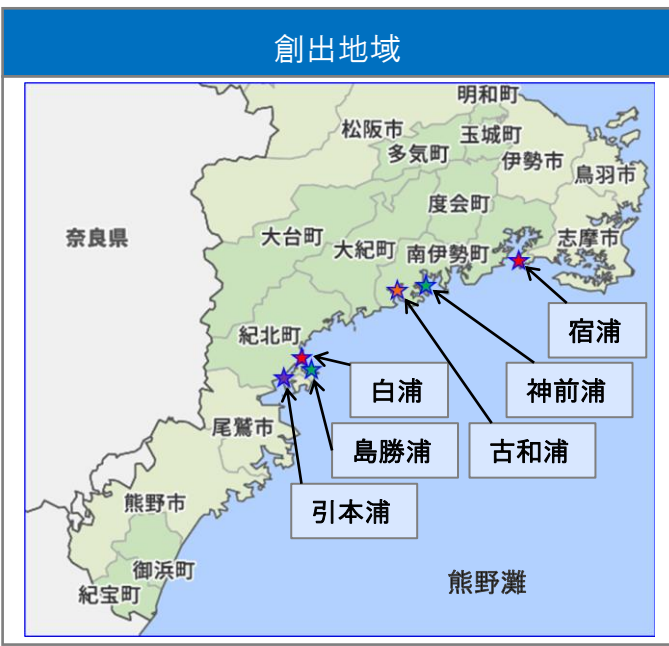 創出地域
明和町
松阪市
玉城町
多気町
伊勢市
鳥羽市
度会町
奈良県
大台町
大紀町
南伊勢町
志摩市
宿浦
紀北町
白浦
神前浦
尾鷲市
島勝浦
古和浦
引本浦
熊野市
御浜町
紀宝町
熊野灘